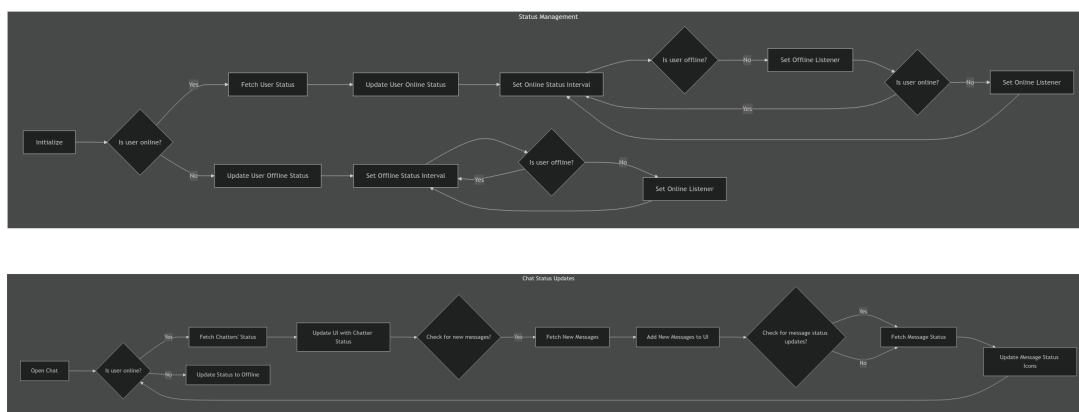 Status Management
Is user offline?
No
Set Offline Listener
Is user online?
No
Set Online Listener
Yes
Fetch User Status
Update User Online Status
Set Online Status Interval
Yes
Initialize
Is user online?
No
Update User Offline Status
Set Offline Status Interval
Yes
Is user offline?
No
Set Online Listener
Chat Status Updates
Open Chat
Is user online?
Yes
Fetch Chatters' Status
Update UI with Chatter
Status
Check for new messages?
Yes
Fetch New Messages
Add New Messages to UI
Check for message status
updates?
Yes
No
Fetch Message Status
Update Message Status
Icons
No
Update Status to Offline